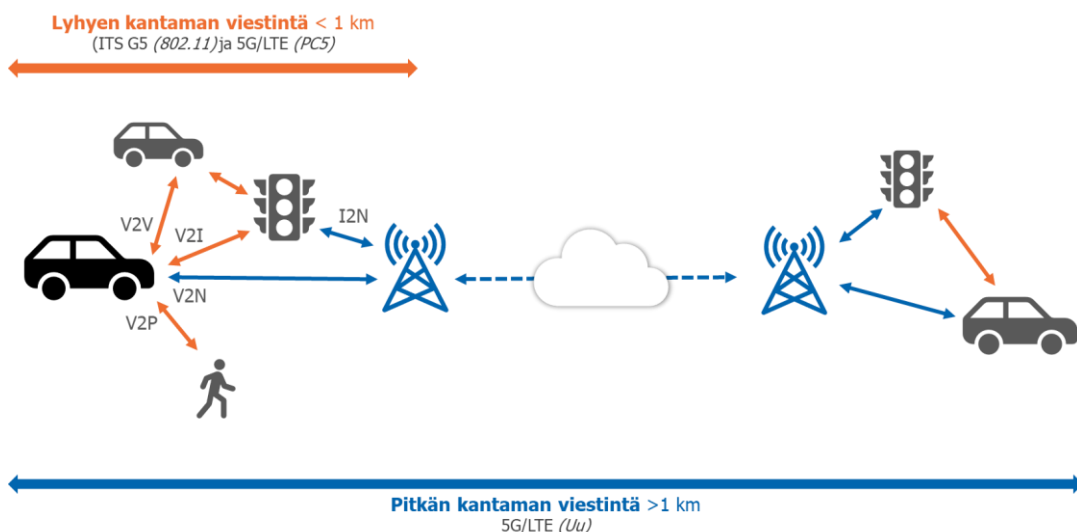 Lyhyen kantaman viestintä < 1 km
(ITS G5 (802.11) ja 5G/LTE (PC5)
V2V
V2I
I2N
V2N
V2P
Pitkän kantaman viestintä >1 km
5G/LTE (Uu)